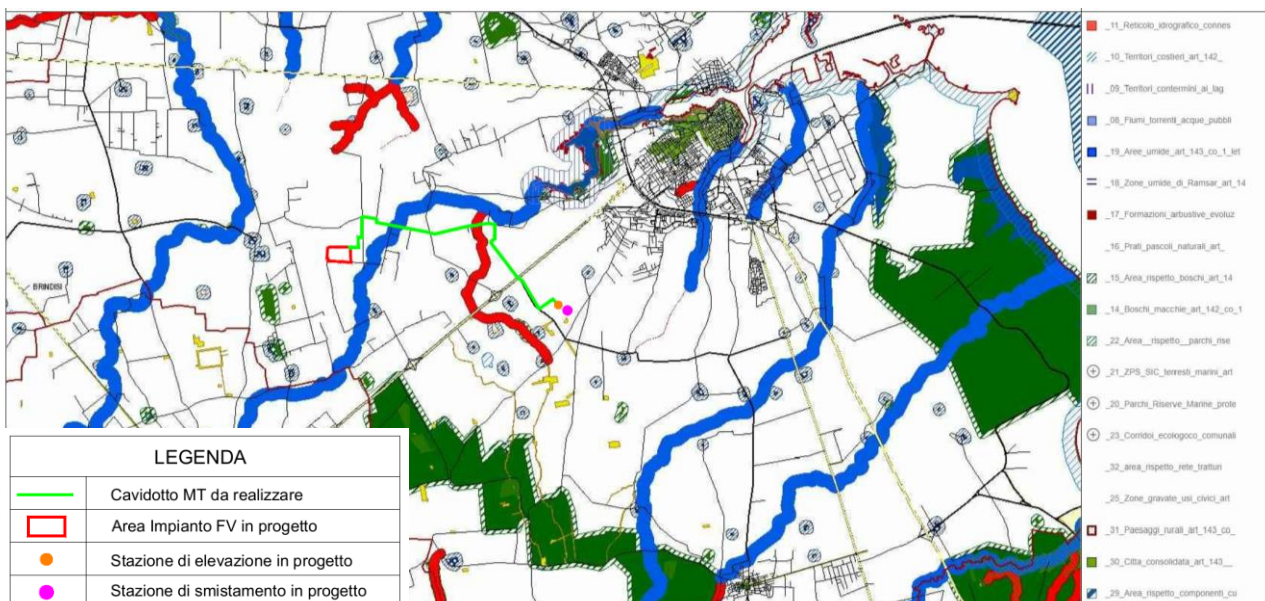 BRINDISI
LEGENDA
Cavidotto MT da realizzare
Area Impianto FV in progetto
Stazione di elevazione in progetto
Stazione di smistamento in progetto
_11_Reticolo_idrografico_connes
_10_Territori_costieri_art_142_
_09_Territori_contermini_ai_lag
_08_Fiumi_torrenti_acque_pubbli
_19_Aree_umide_art_143_co_1_let
_18_Zone_umide_di_Ramsar_art_14
_17_Formazioni_arbustive_evoluz
_16_Prati_pascoli_naturali_art_
_15_Area_rispetto_boschi_art_14
_14_Boschi_macchie_art_142_co_1
_22_Area__rispetto__parchi_rise
_21_ZPS_SIC_terresti_marini_art
_20_Parchi_Riserve_Marine_prote
_23_Corridoi_ecologoco_comunali
_32_area_rispetto_rete_tratturi
_25_Zone_gravate_usi_civici_art
_31_Paesaggi_rurali_art_143_co_
_30_Citta_consolidata_art_143__
_29_Area_rispetto_componenti_cu